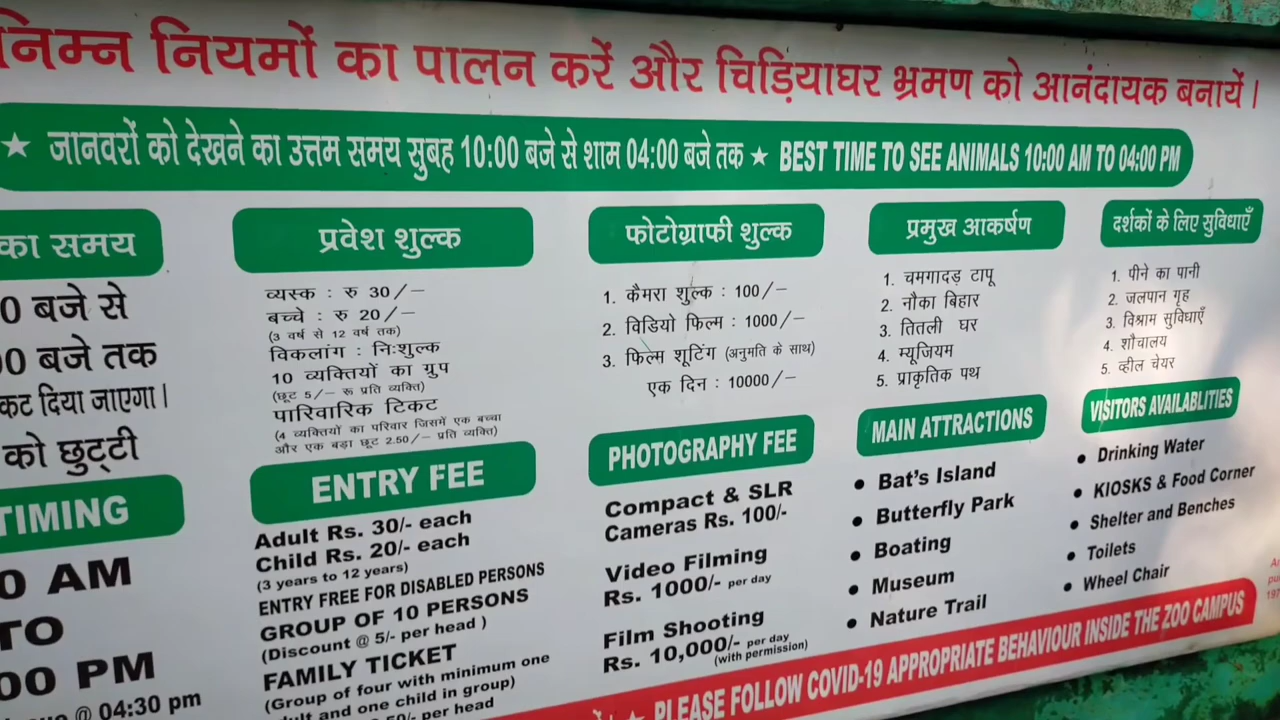 निम्न नियमों का पालन करें और चिड़ियाघर भ्रमण को आनंदायक बनायें।
★ जानवरों को देखने का उत्तम समय सुबह 10:00 बजे से शाम 04:00 बजे तक ★ BEST TIME TO SEE ANIMALS 10:00 AM TO 04:00 PM
का समय
0 बजे से
00 बजे तक
कट दिया जाएगा।
को छुट्टी
TIMING
0 AM
TO
00 PM
@ 04:30 pm
प्रवेश शुल्क
व्यस्क : रु 30/—
बच्चे : रु 20/—
(3 वर्ष से 12 वर्ष तक)
विकलांग : निःशुल्क
10 व्यक्तियों का ग्रुप
(छूट 5/— रू प्रति व्यक्ति)
पारिवारिक टिकट
(4 व्यक्तियों का परिवार जिसमें एक बच्चा
और एक बड़ा छूट 2.50/— प्रति व्यक्ति)
ENTRY FEE
Adult Rs. 30/- each
Child Rs. 20/- each
(3 years to 12 years)
ENTRY FREE FOR DISABLED PERSONS
GROUP OF 10 PERSONS
(Discount @ 5/- per head )
FAMILY TICKET
(Group of four with minimum one
and one child in group)
per head
फोटोग्राफी शुल्क
1. कैमरा शुल्क : 100/—
2. विडियो फिल्म : 1000/—
3. फिल्म शूटिंग (अनुमति के साथ)
एक दिन : 10000/—
PHOTOGRAPHY FEE
Compact & SLR
Cameras Rs. 100/-
Video Filming
Rs. 1000/- per day
Film Shooting
Rs. 10,000/- per day
(with permission)
प्रमुख आकर्षण
1. चमगादड़ टापू
2. नौका बिहार
3. तितली घर
4. म्यूजियम
5. प्राकृतिक पथ
MAIN ATTRACTIONS
• Bat's Island
• Butterfly Park
• Boating
• Museum
• Nature Trail
दर्शकों के लिए सुविधाएँ
1. पीने का पानी
2. जलपान गृह
3. विश्राम सुविधाएँ
4. शौचालय
5. व्हील चेयर
VISITORS AVAILABLITIES
• Drinking Water
• KIOSKS & Food Corner
• Shelter and Benches
• Toilets
• Wheel Chair
★ PLEASE FOLLOW COVID-19 APPROPRIATE BEHAVIOUR INSIDE THE ZOO CAMPUS